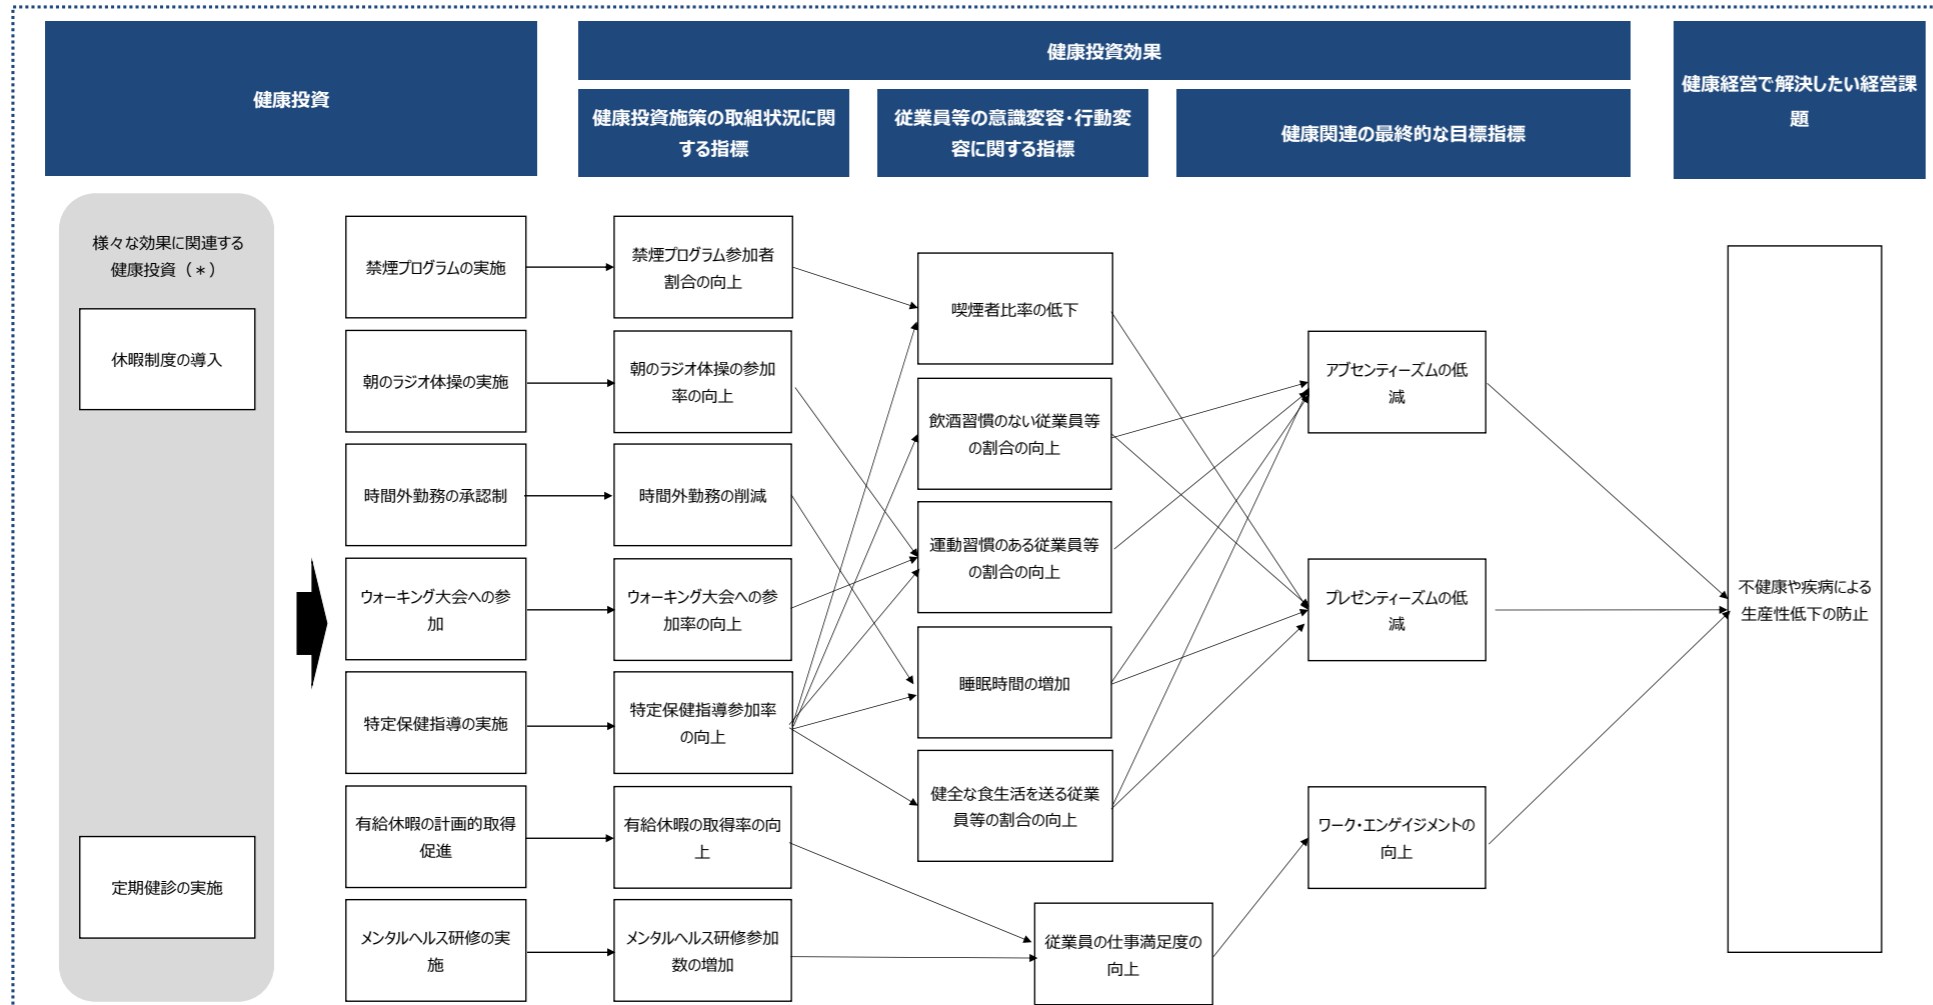 健康投資
健康投資効果
健康経営で解決したい経営課
題
健康投資施策の取組状況に関
する指標
従業員等の意識変容・行動変
容に関する指標
健康関連の最終的な目標指標
様々な効果に関連する
健康投資（＊）
休暇制度の導入
定期健診の実施
禁煙プログラムの実施
朝のラジオ体操の実施
時間外勤務の承認制
ウォーキング大会への参
加
特定保健指導の実施
有給休暇の計画的取得
促進
メンタルヘルス研修の実
施
禁煙プログラム参加者
割合の向上
朝のラジオ体操の参加
率の向上
時間外勤務の削減
ウォーキング大会への参
加率の向上
特定保健指導参加率
の向上
有給休暇の取得率の向
上
メンタルヘルス研修参加
数の増加
喫煙者比率の低下
飲酒習慣のない従業員等
の割合の向上
運動習慣のある従業員等
の割合の向上
睡眠時間の増加
健全な食生活を送る従業
員等の割合の向上
従業員の仕事満足度の
向上
アブセンティーズムの低
減
プレゼンティーズムの低
減
ワーク・エンゲイジメントの
向上
不健康や疾病による
生産性低下の防止